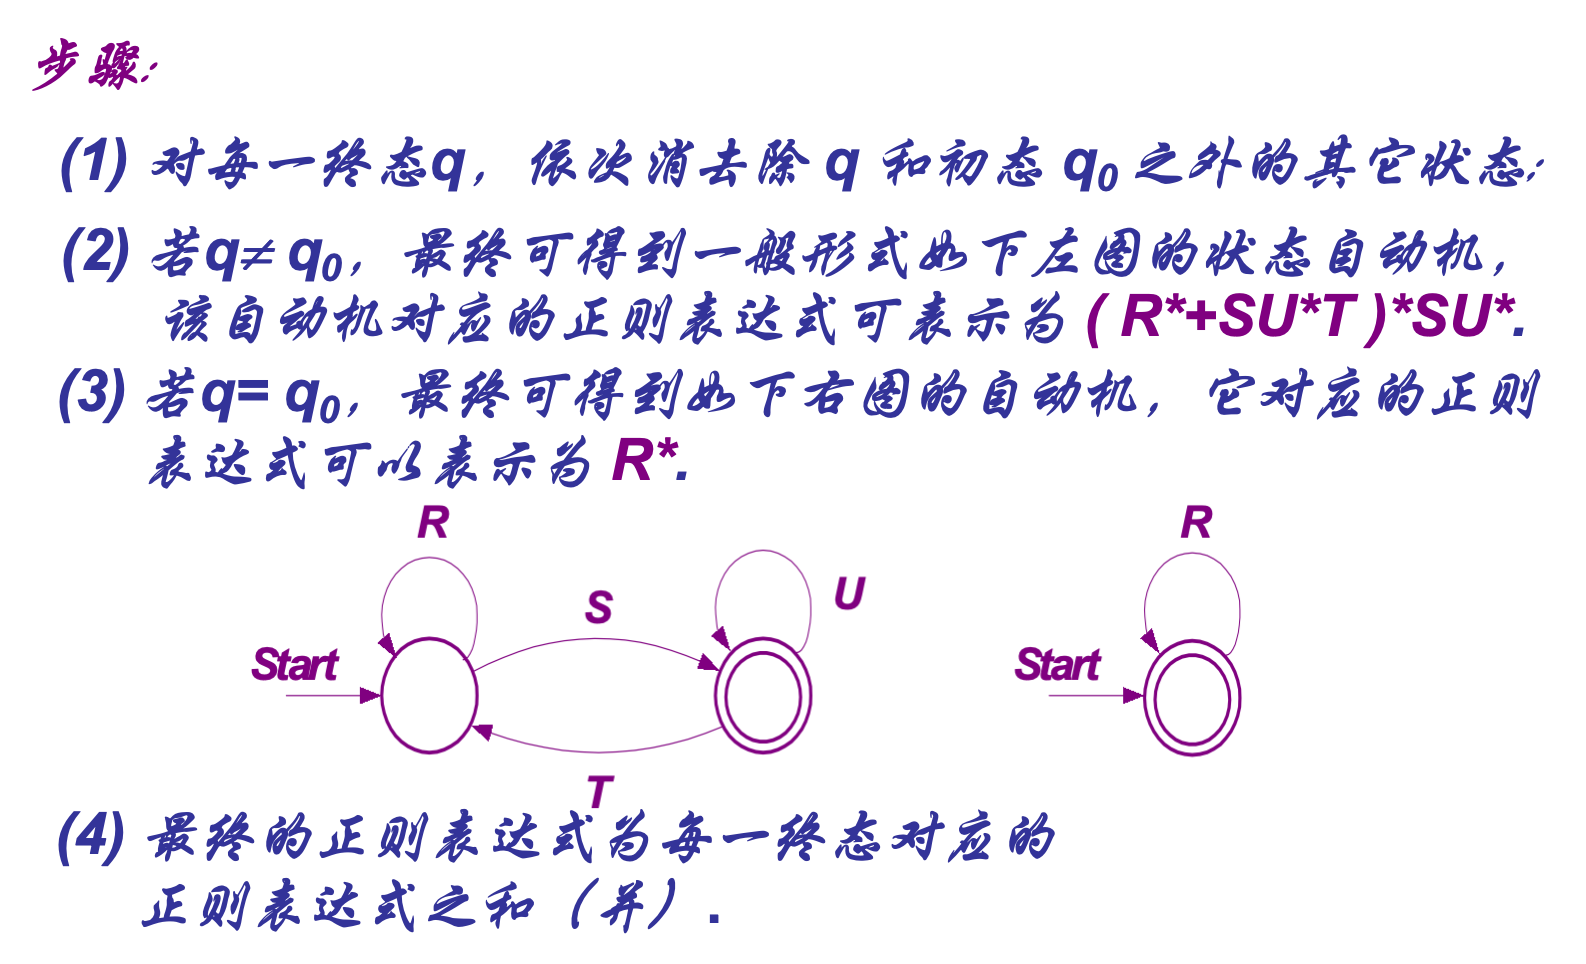 步骤:
(1) 对每一终态q，依次消去除 q 和初态 q₀ 之外的其它状态;
(2) 若q≠ q₀，最终可得到一般形式如下左图的状态自动机，
该自动机对应的正则表达式可表示为 ( R*+SU*T )*SU*.
(3) 若q= q₀，最终可得到如下右图的自动机，它对应的正则
表达式可以表示为 R*.
R
R
S
U
Start
Start
T
(4) 最终的正则表达式为每一终态对应的
正则表达式之和（并）.